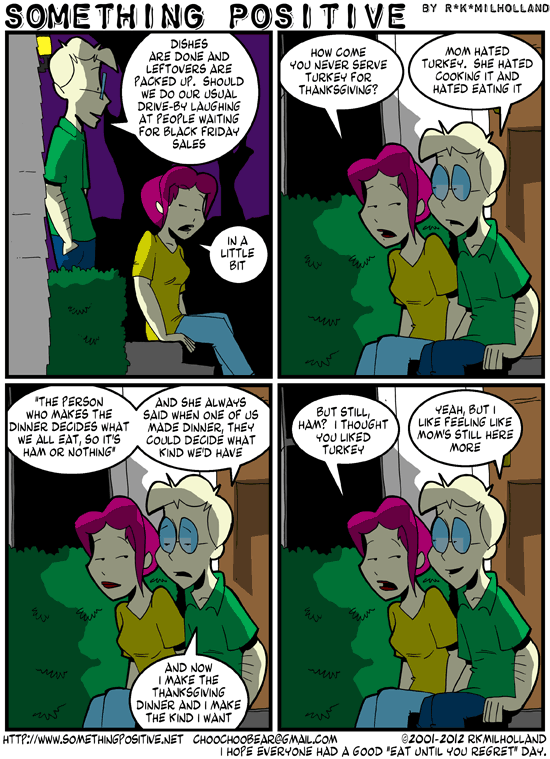 SOMETHING POSITIVE BY R*K*MILHOLLAND
DISHES
ARE DONE AND
LEFTOVERS ARE
PACKED UP. SHOULD
WE DO OUR USUAL
DRIVE-BY LAUGHING
AT PEOPLE WAITING
FOR BLACK FRIDAY
SALES
IN A
LITTLE
BIT
HOW COME
YOU NEVER SERVE
TURKEY FOR
THANKSGIVING?
MOM HATED
TURKEY. SHE HATED
COOKING IT AND
HATED EATING IT
"THE PERSON
WHO MAKES THE
DINNER DECIDES WHAT
WE ALL EAT, SO IT'S
HAM OR NOTHING"
AND SHE ALWAYS
SAID WHEN ONE OF US
MADE DINNER, THEY
COULD DECIDE WHAT
KIND WE'D HAVE
AND NOW
I MAKE THE
THANKSGIVING
DINNER AND I MAKE
THE KIND I WANT
BUT STILL,
HAM? I THOUGHT
YOU LIKED
TURKEY
YEAH, BUT I
LIKE FEELING LIKE
MOM'S STILL HERE
MORE
HTTP://WWW.SOMETHINGPOSITIVE.NET CHOOCHOOBEAR@GMAIL.COM ©2001-2012 RKMILHOLLAND
I HOPE EVERYONE HAD A GOOD "EAT UNTIL YOU REGRET" DAY.